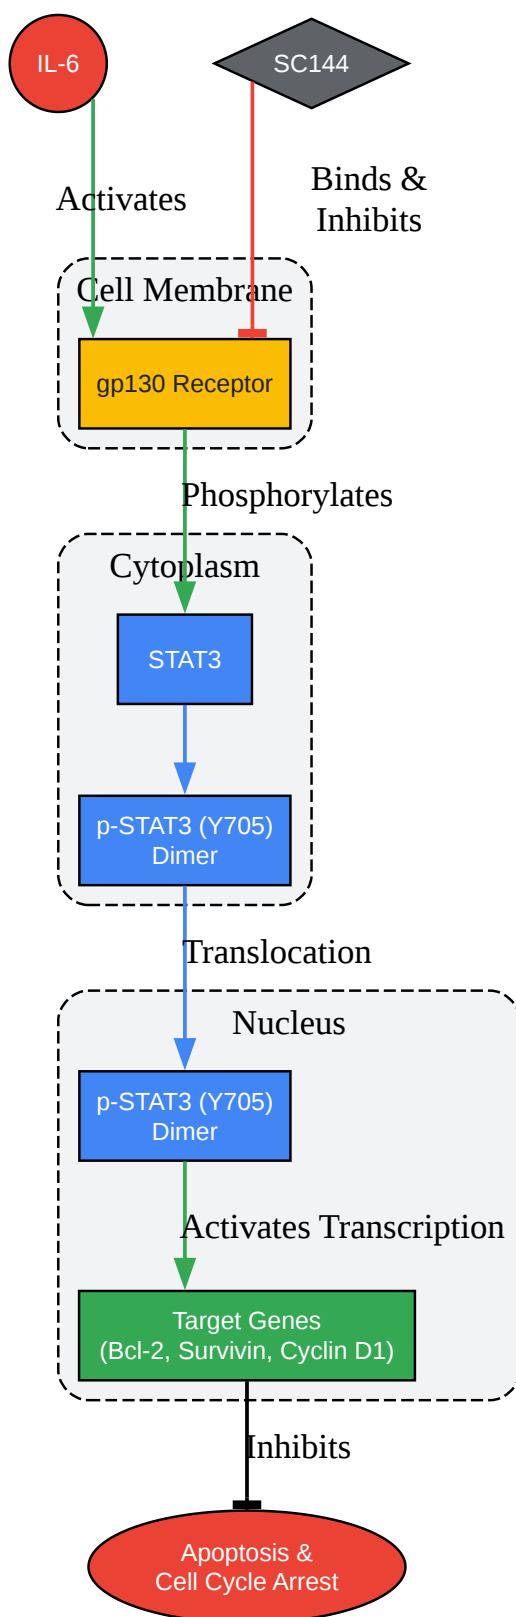 IL-6
SC144
Activates
Binds &
Inhibits
Cell Membrane
gp130 Receptor
Phosphorylates
Cytoplasm
STAT3
p-STAT3 (Y705)
Dimer
Translocation
Nucleus
p-STAT3 (Y705)
Dimer
Activates Transcription
Target Genes
(Bcl-2, Survivin, Cyclin D1)
Inhibits
Apoptosis &
Cell Cycle Arrest